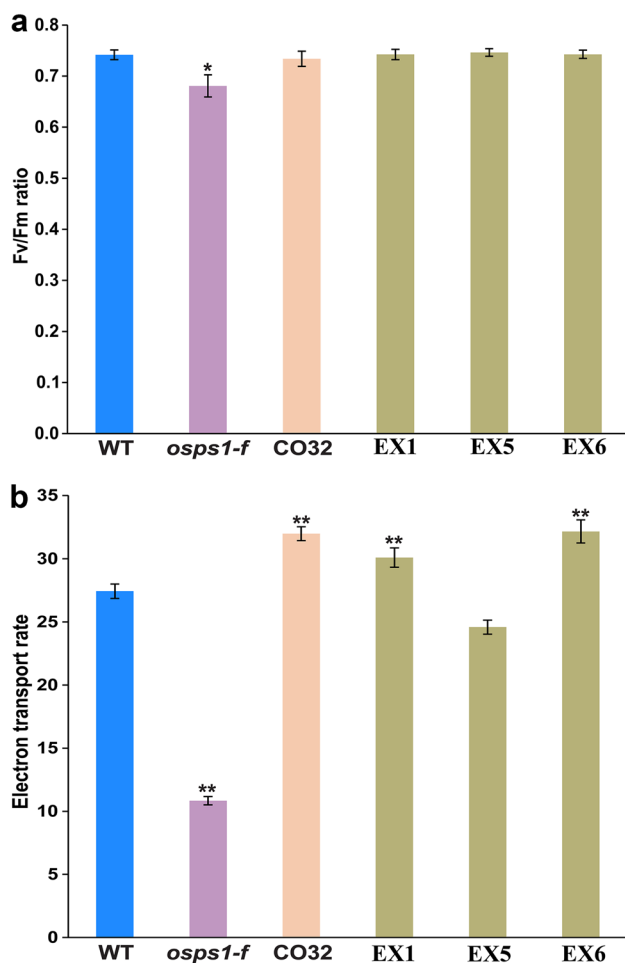 a
0.8
0.7
0.6
0.5
0.4
0.3
0.2
0.1
0.0
Fv/Fm ratio
*
WT osps1-f CO32 EX1 EX5 EX6
b
35
30
25
20
15
10
5
0
Electron transport rate
** ** ** **
WT osps1-f CO32 EX1 EX5 EX6